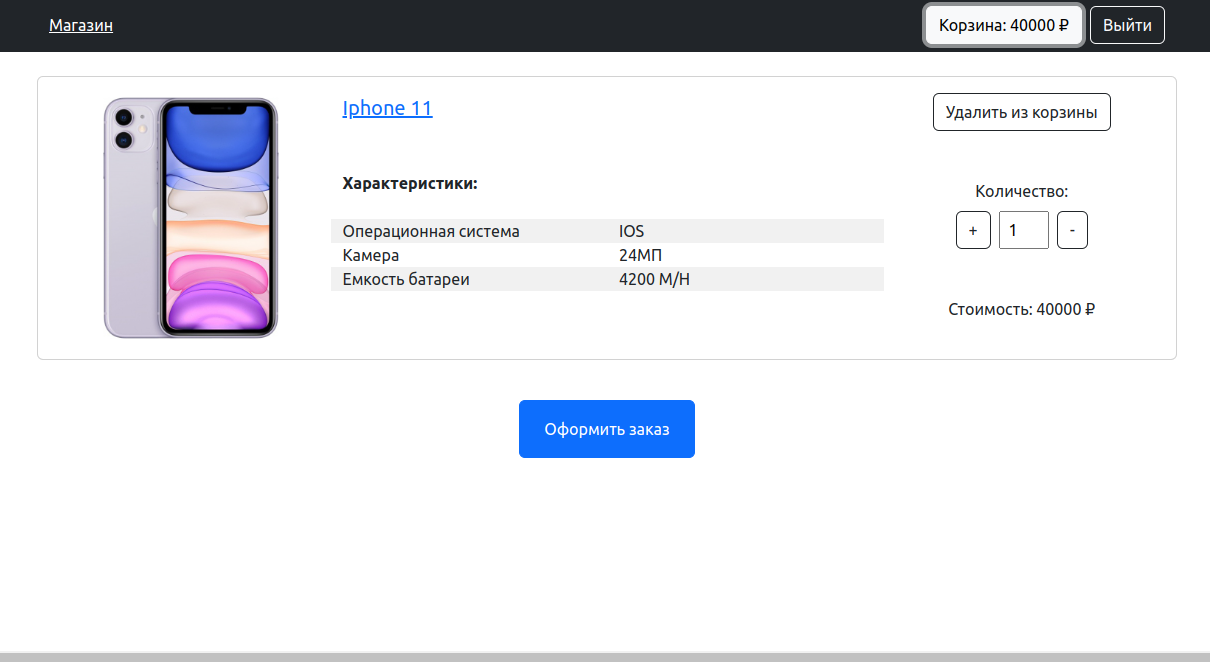 Магазин
Корзина: 40000 ₽
Выйти
Iphone 11
Удалить из корзины
Характеристики:
Количество:
+ 1 -
Операционная система IOS
Камера 24МП
Емкость батареи 4200 М/Н
Стоимость: 40000 ₽
Оформить заказ